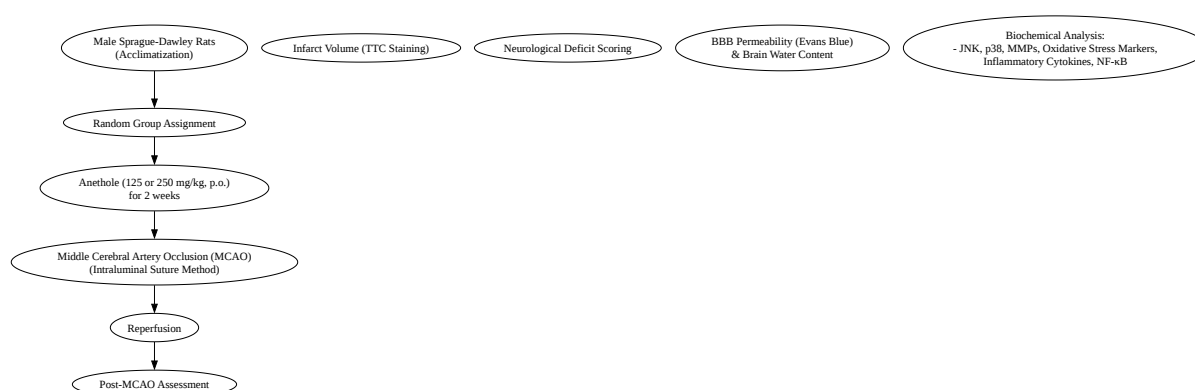 Male Sprague-Dawley Rats
(Acclimatization)
Infarct Volume (TTC Staining)
Neurological Deficit Scoring
BBB Permeability (Evans Blue)
& Brain Water Content
Biochemical Analysis:
- JNK, p38, MMPs, Oxidative Stress Markers,
Inflammatory Cytokines, NF-κB
Random Group Assignment
Anethole (125 or 250 mg/kg, p.o.)
for 2 weeks
Middle Cerebral Artery Occlusion (MCAO)
(Intraluminal Suture Method)
Reperfusion
Post-MCAO Assessment